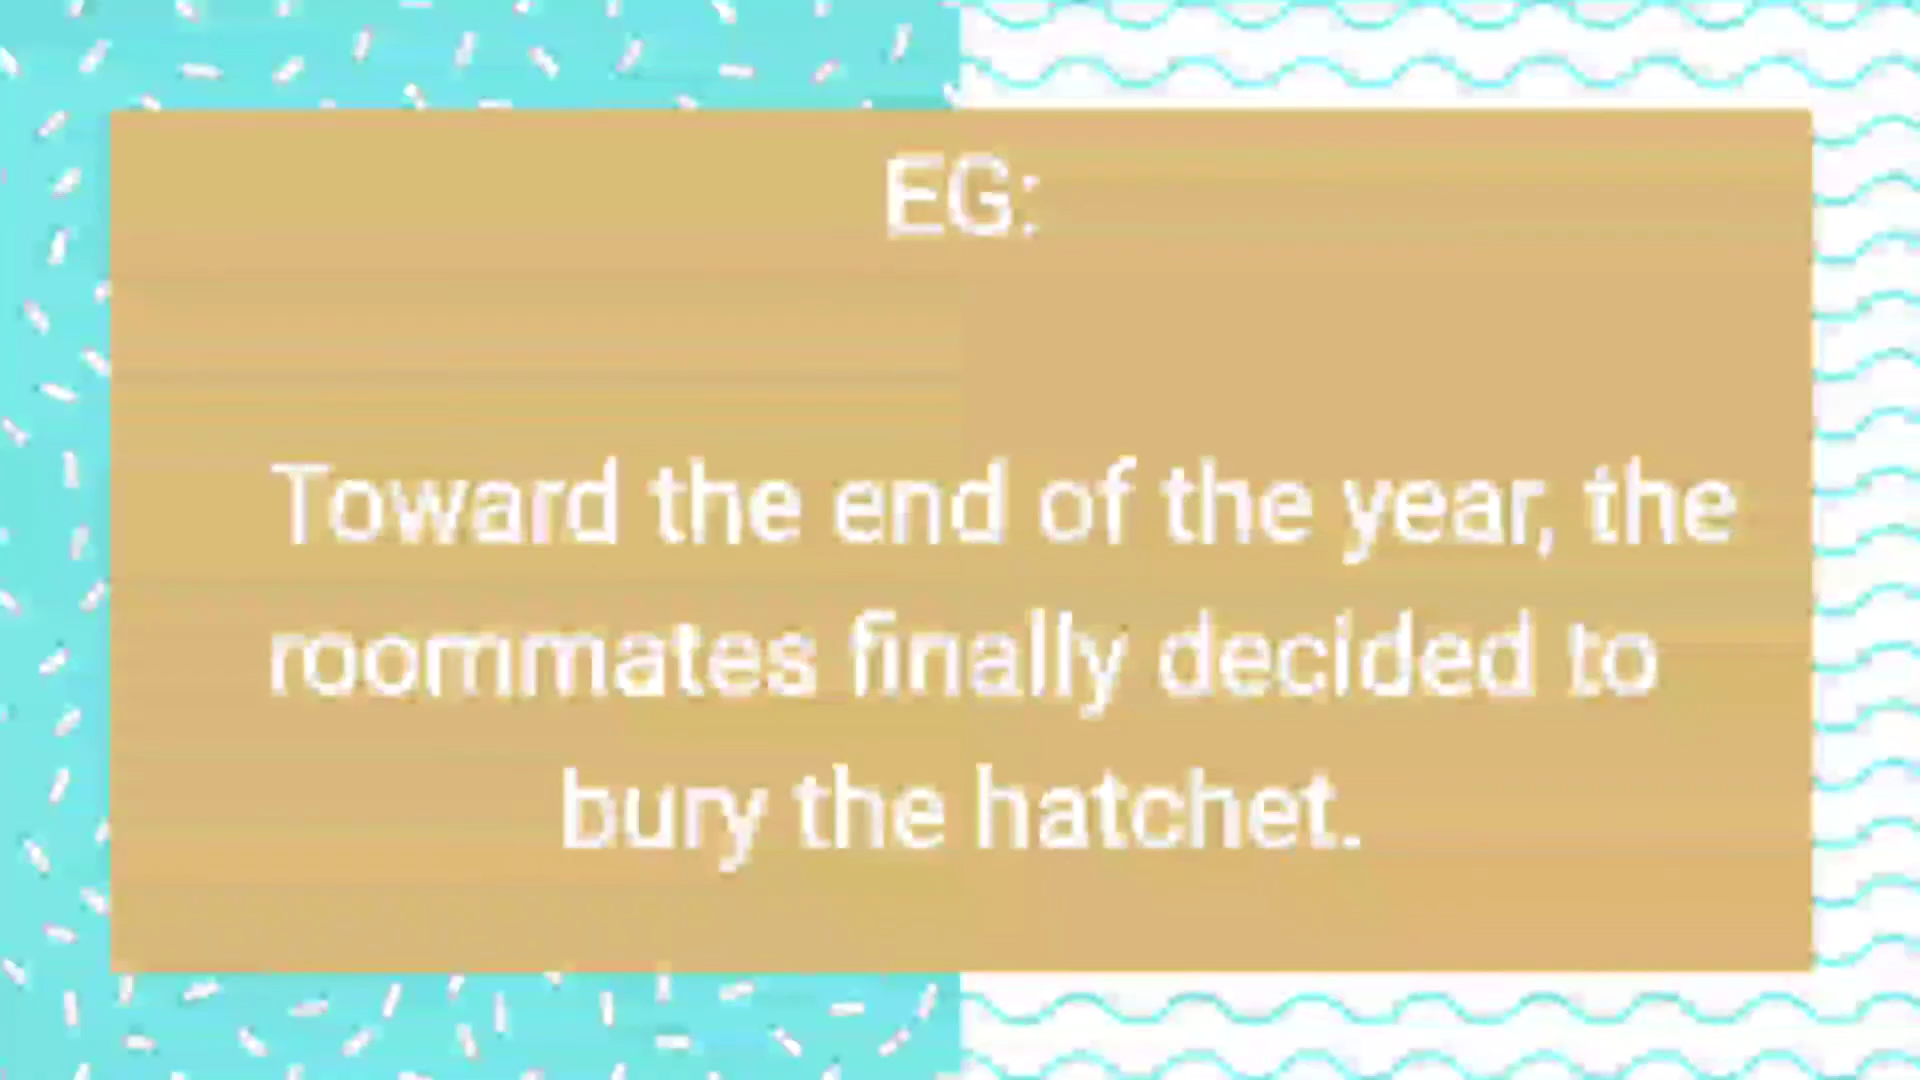 EG:
Toward the end of the year, the
roommates finally decided to
bury the hatchet.